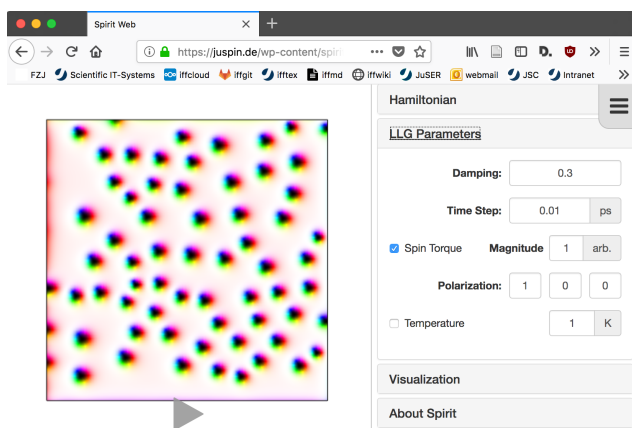 Spirit Web
https://juspin.de/wp-content/spiri
FZJ Scientific IT-Systems iffcloud iffgit ifftex iffmd iffwiki JuSER webmail JSC Intranet
Hamiltonian
LLG Parameters
Damping: 0.3
Time Step: 0.01 ps
Spin Torque Magnitude 1 arb.
Polarization: 1 0 0
Temperature 1 K
Visualization
About Spirit